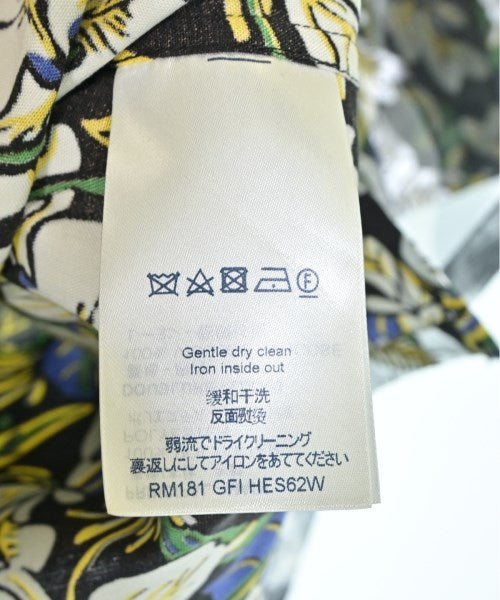 F
Gentle dry clean
Iron inside out
缓和干洗
反面熨烫
弱流でドライクリーニング
裏返しにしてアイロンをあててください
RM181 GFI HES62W